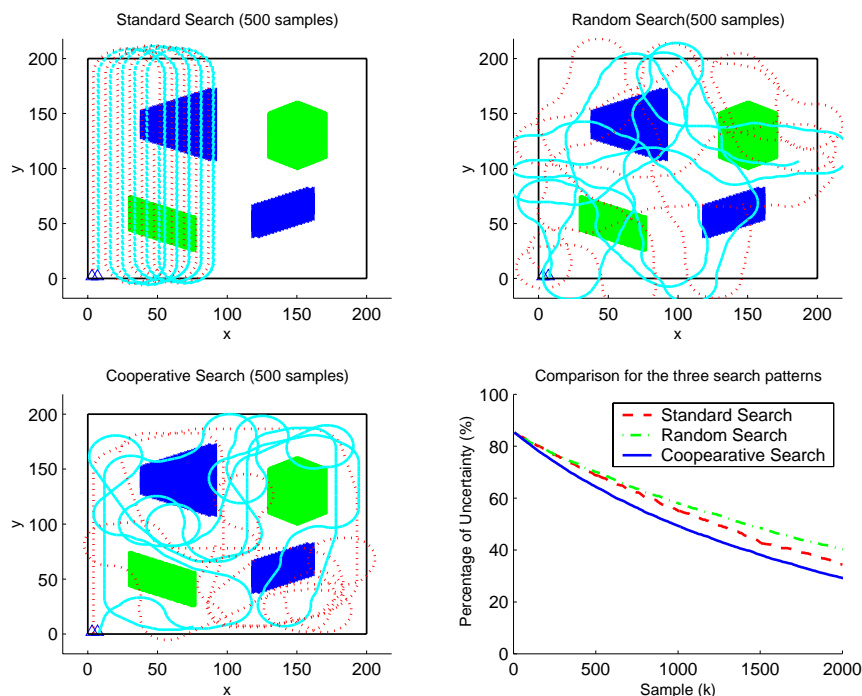 Standard Search (500 samples)
200
150
100
50
0
y
0 50 100 150 200
x
Random Search(500 samples)
200
150
100
50
0
y
0 50 100 150 200
x
Cooperative Search (500 samples)
200
150
100
50
0
y
0 50 100 150 200
x
Comparison for the three search patterns
100
80
60
40
20
0
Percentage of Uncertainty (%)
Standard Search
Random Search
Coopearative Search
0 500 1000 1500 2000
Sample (k)